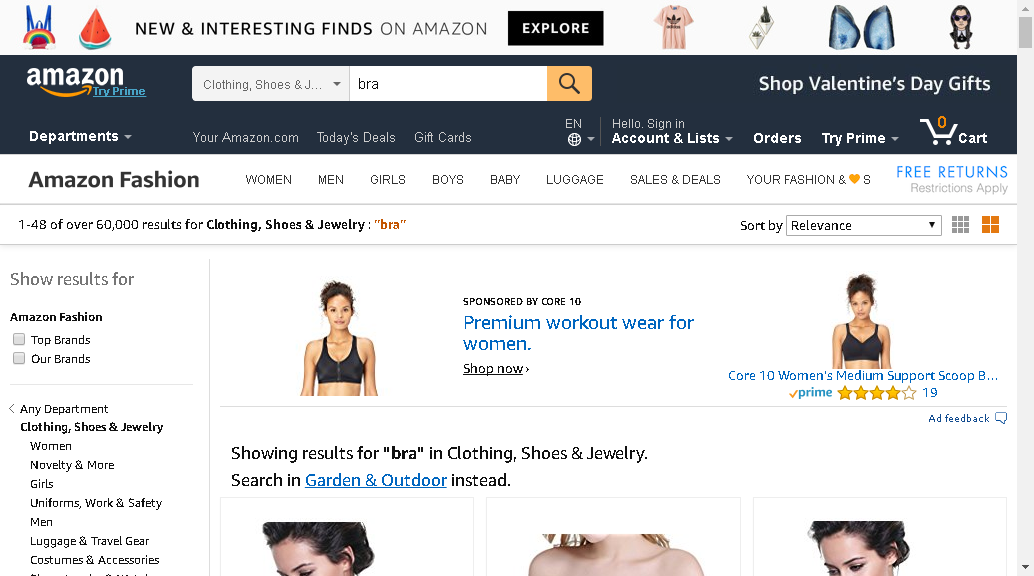 NEW & INTERESTING FINDS ON AMAZON EXPLORE
amazon
Try Prime
Clothing, Shoes & J... bra
Shop Valentine's Day Gifts
Departments
Your Amazon.com Today's Deals Gift Cards
EN
Hello. Sign in
Account & Lists
Orders
Try Prime
0
Cart
Amazon Fashion
WOMEN MEN GIRLS BOYS BABY LUGGAGE SALES & DEALS YOUR FASHION & S
FREE RETURNS
Restrictions Apply
1-48 of over 60,000 results for Clothing, Shoes & Jewelry : "bra"
Sort by Relevance
Show results for
Amazon Fashion
Top Brands
Our Brands
Any Department
Clothing, Shoes & Jewelry
Women
Novelty & More
Girls
Uniforms, Work & Safety
Men
Luggage & Travel Gear
Costumes & Accessories
SPONSORED BY CORE 10
Premium workout wear for
women.
Shop now ›
Core 10 Women's Medium Support Scoop B...
prime 19
Ad feedback
Showing results for "bra" in Clothing, Shoes & Jewelry.
Search in Garden & Outdoor instead.